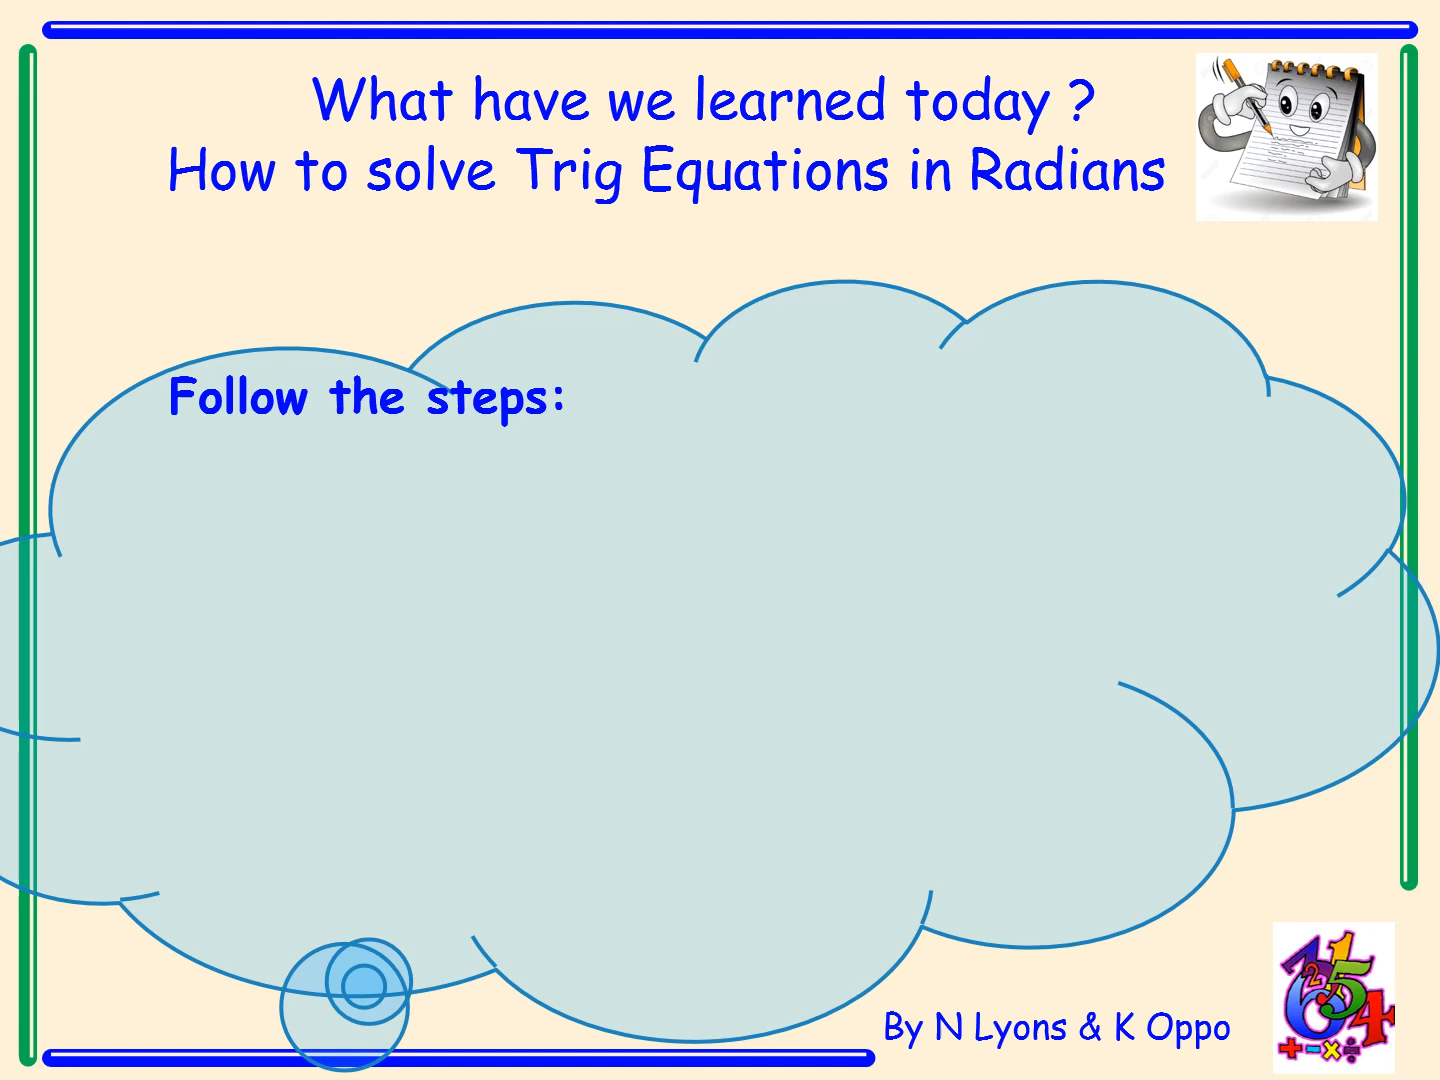 What have we learned today ?
How to solve Trig Equations in Radians
Follow the steps:
By N Lyons & K Oppo